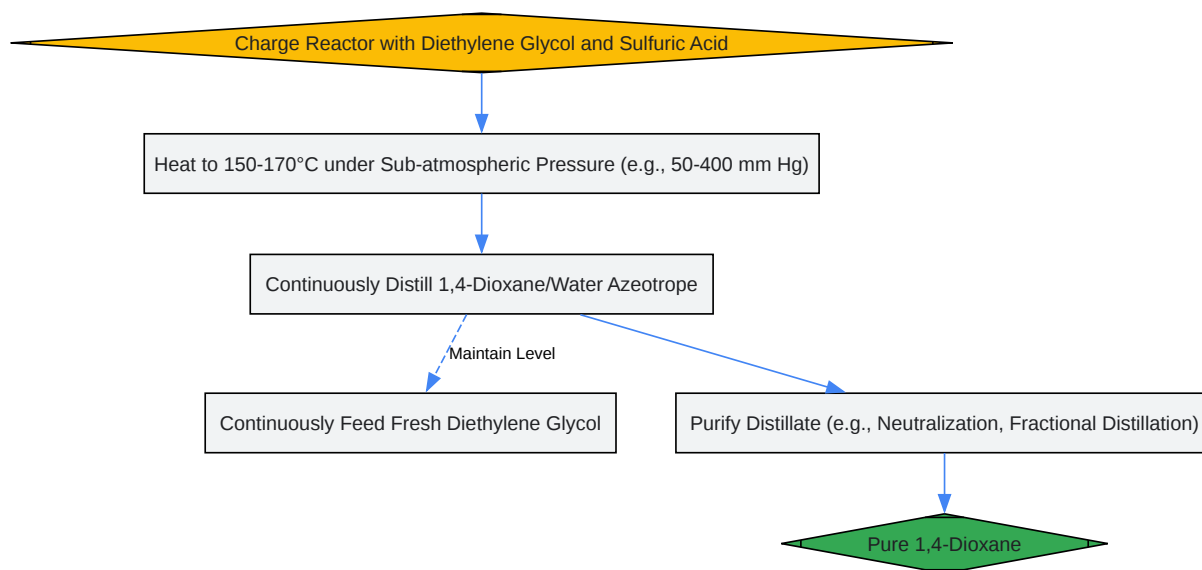 Charge Reactor with Diethylene Glycol and Sulfuric Acid
Heat to 150-170°C under Sub-atmospheric Pressure (e.g., 50-400 mm Hg)
Continuously Distill 1,4-Dioxane/Water Azeotrope
Maintain Level
Continuously Feed Fresh Diethylene Glycol
Purify Distillate (e.g., Neutralization, Fractional Distillation)
Pure 1,4-Dioxane